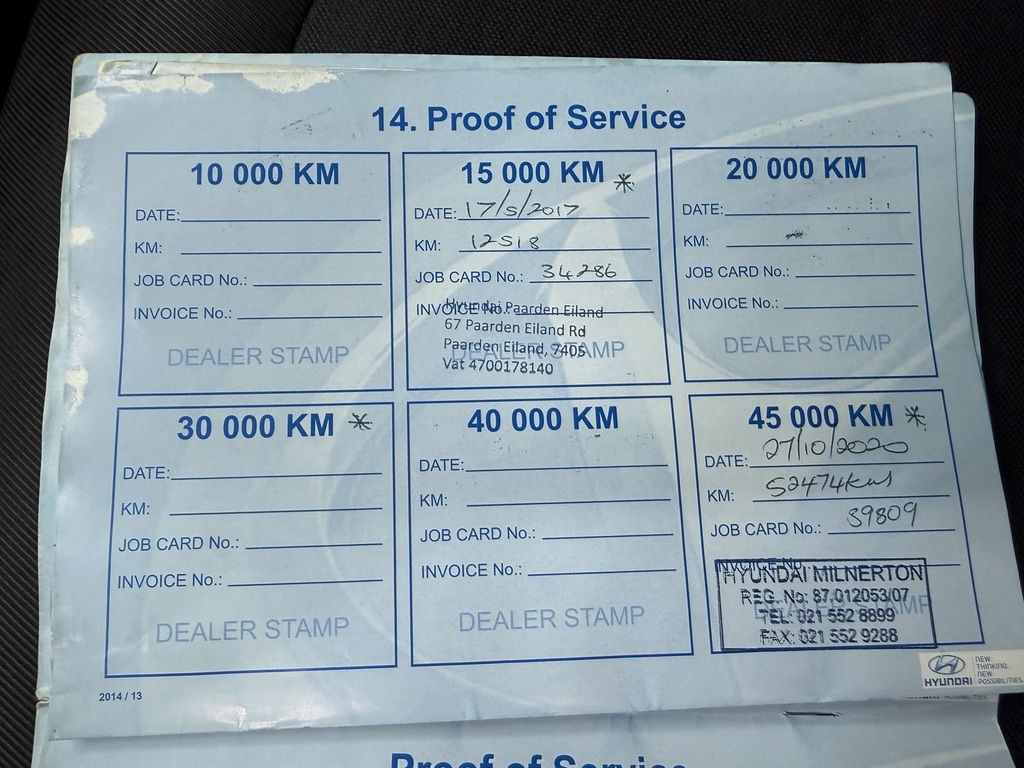 14. Proof of Service
10 000 KM
DATE:
KM:
JOB CARD No.:
INVOICE No.:
DEALER STAMP
15 000 KM *
DATE: 17/5/2017
KM: 12518
JOB CARD No.: 34286
INVOICE No.:
Hyundai Paarden Eiland
67 Paarden Eiland Rd
Paarden Eiland, 7405
DEALER STAMP
Vat 4700178140
20 000 KM
DATE:
KM:
JOB CARD No.:
INVOICE No.:
DEALER STAMP
30 000 KM *
DATE:
KM:
JOB CARD No.:
INVOICE No.:
DEALER STAMP
40 000 KM
DATE:
KM:
JOB CARD No.:
INVOICE No.:
DEALER STAMP
45 000 KM *
DATE: 27/10/2020
KM: 52474km
JOB CARD No.: 39809
INVOICE No.
HYUNDAI MILNERTON
REG. No: 87.012053/07
DEALER STAMP
TEL: 021 552 8899
FAX: 021 552 9288
2014 / 13
HYUNDAI
NEW
THINKING.
NEW
POSSIBILITIES.
Proof of Service